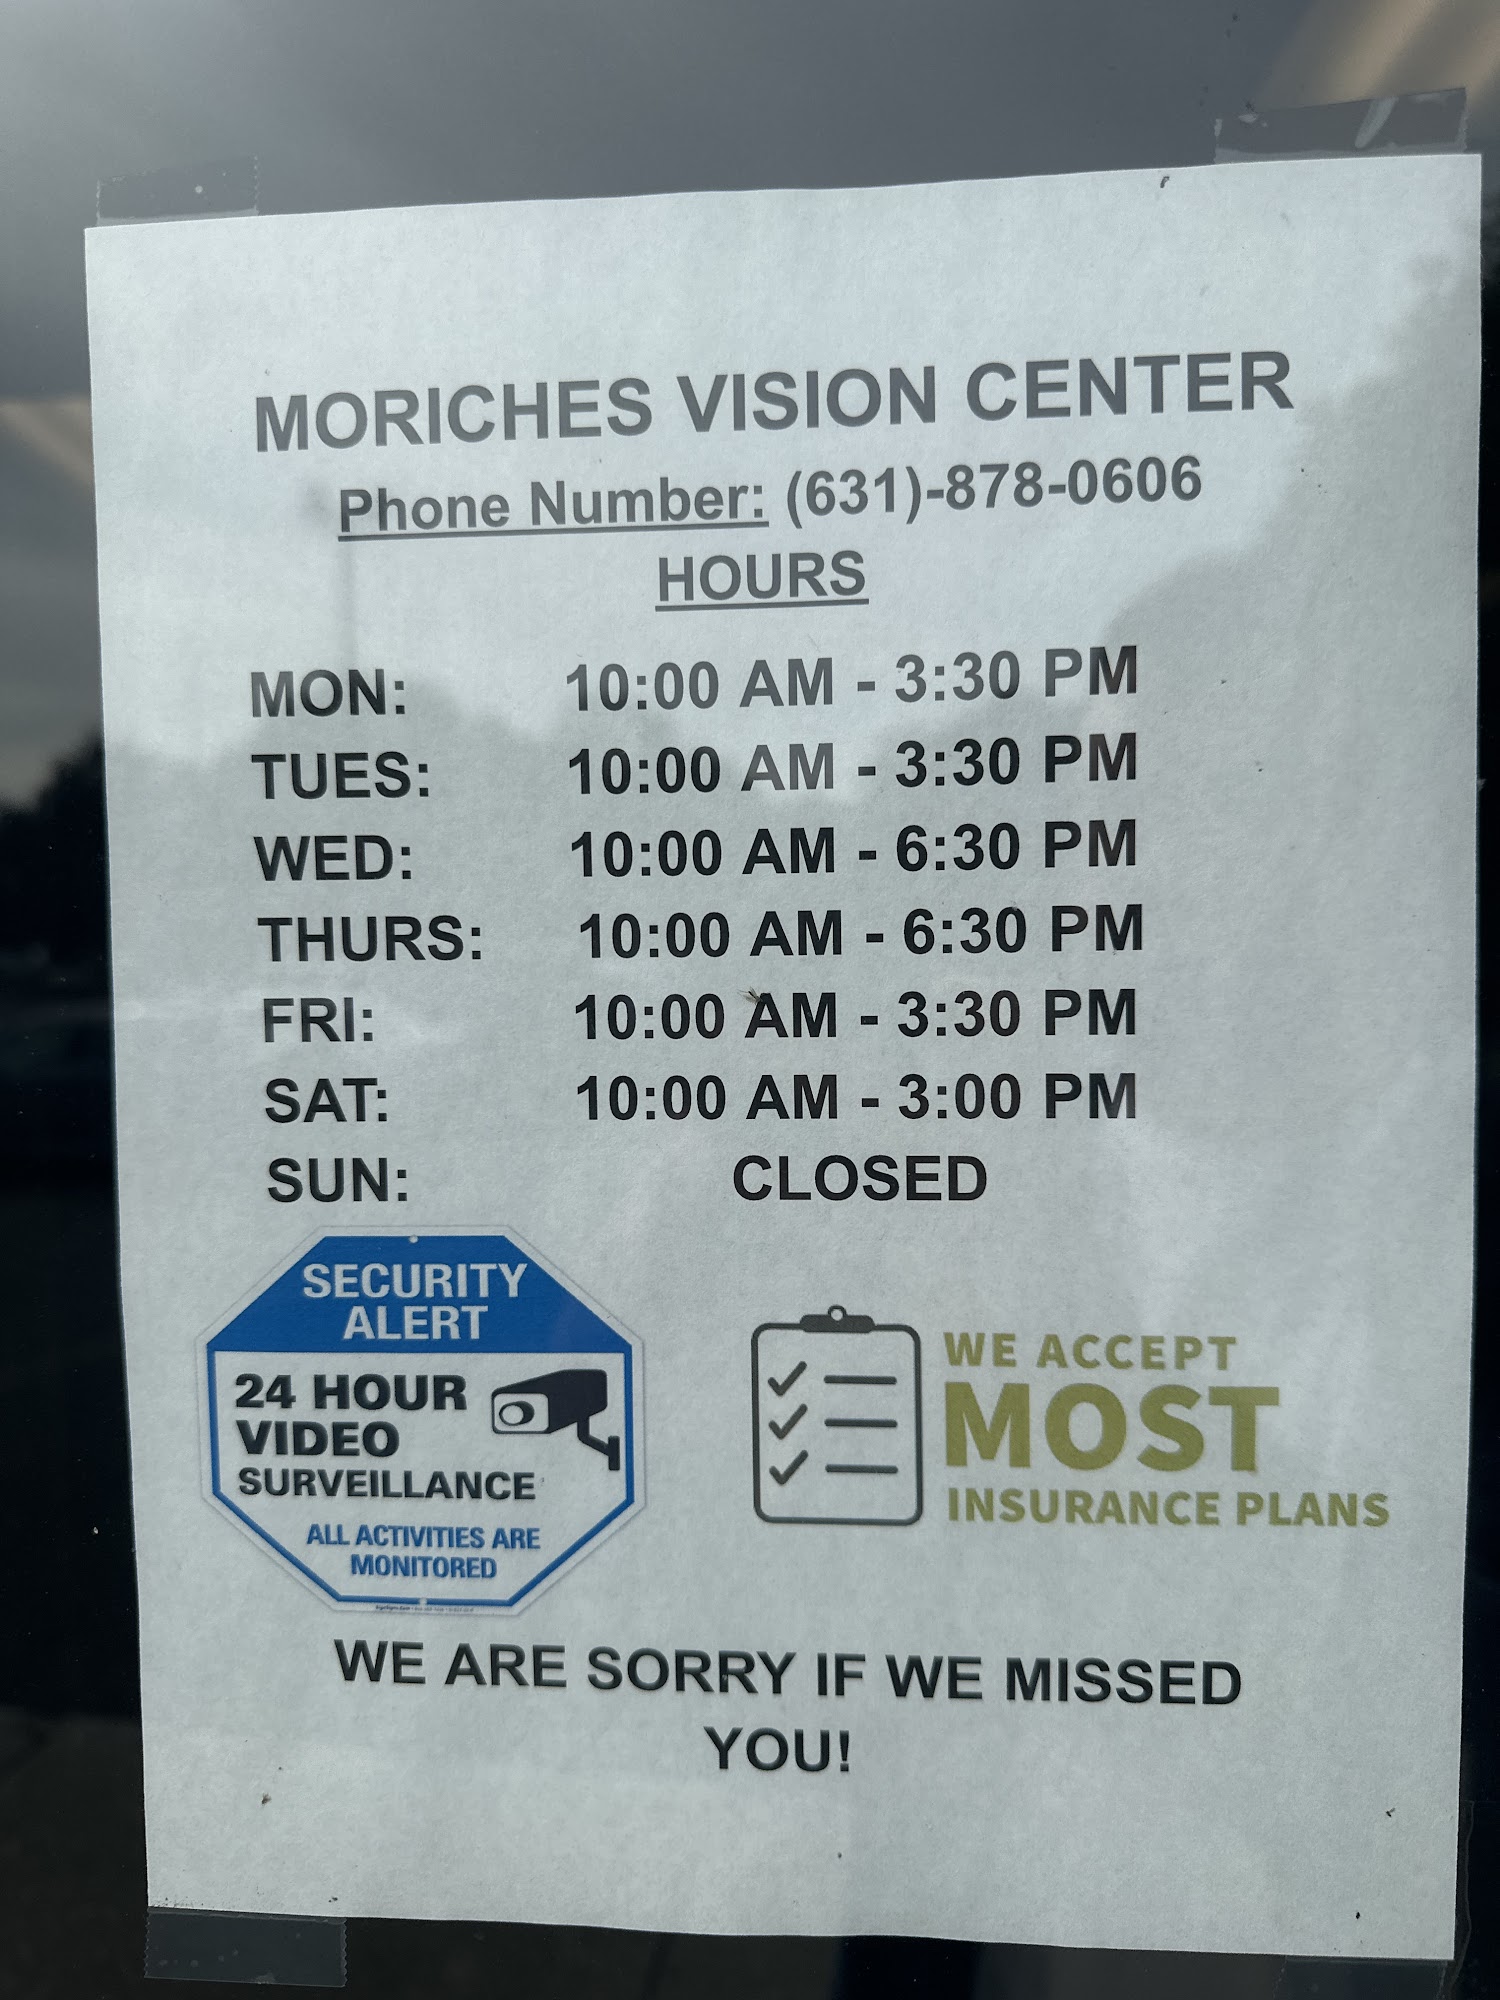 MORICHES VISION CENTER
Phone Number: (631)-878-0606
HOURS
MON: 10:00 AM - 3:30 PM
TUES: 10:00 AM - 3:30 PM
WED: 10:00 AM - 6:30 PM
THURS: 10:00 AM - 6:30 PM
FRI: 10:00 AM - 3:30 PM
SAT: 10:00 AM - 3:00 PM
SUN: CLOSED
SECURITY
ALERT
24 HOUR
VIDEO
SURVEILLANCE
ALL ACTIVITIES ARE
MONITORED
WE ACCEPT
MOST
INSURANCE PLANS
WE ARE SORRY IF WE MISSED
YOU!